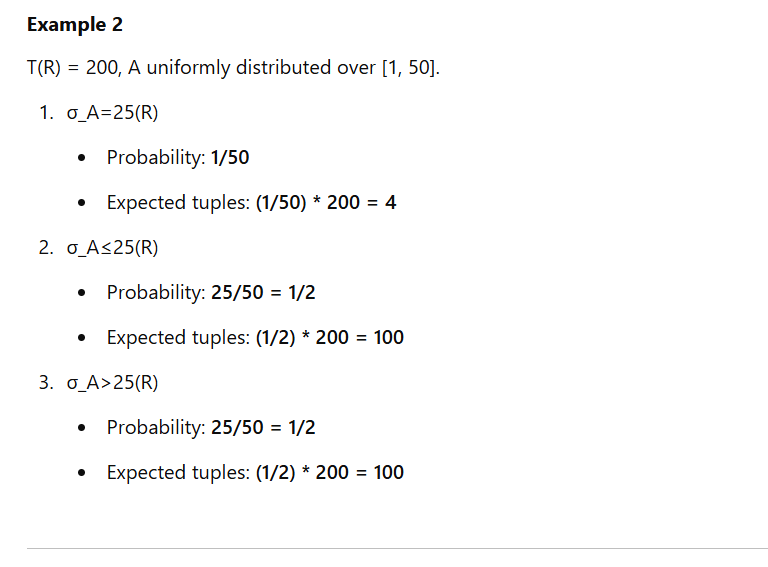 Example 2
T(R) = 200, A uniformly distributed over [1, 50].
1. σ_A=25(R)
• Probability: 1/50
• Expected tuples: (1/50) * 200 = 4
2. σ_A≤25(R)
• Probability: 25/50 = 1/2
• Expected tuples: (1/2) * 200 = 100
3. σ_A>25(R)
• Probability: 25/50 = 1/2
• Expected tuples: (1/2) * 200 = 100